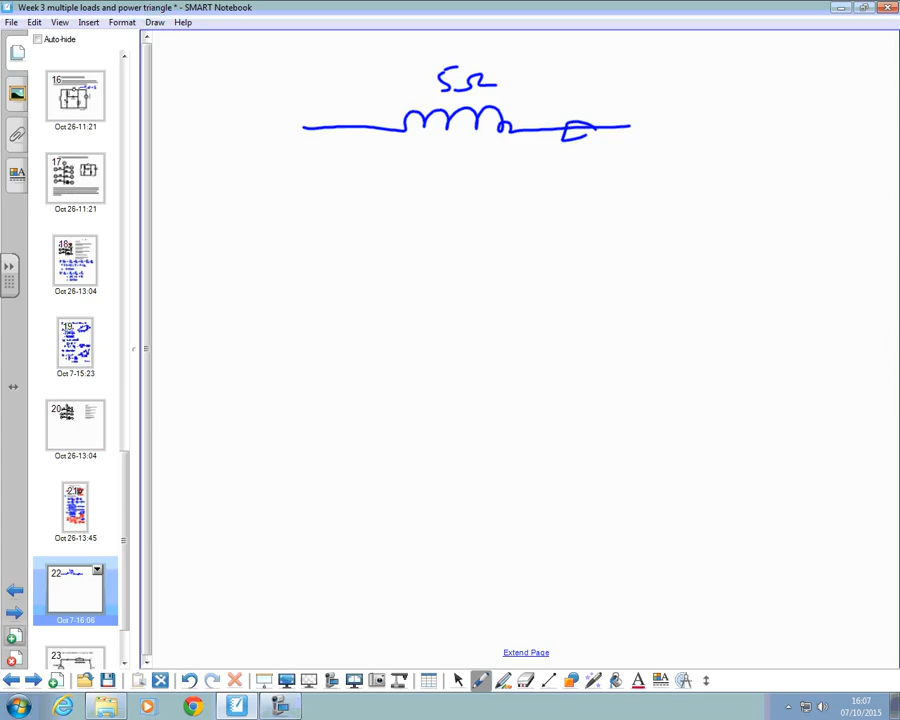 Week 3 multiple loads and power triangle * - SMART Notebook
File Edit View Insert Format Draw Help
Auto-hide
16
Oct 26-11:21
17
Oct 26-11:21
18
Oct 26-13:04
19
Oct 7-15:23
20
Oct 26-13:04
21
Oct 26-13:45
22
Oct 7-16:06
23
5Ω
Extend Page
16:07
07/10/2015